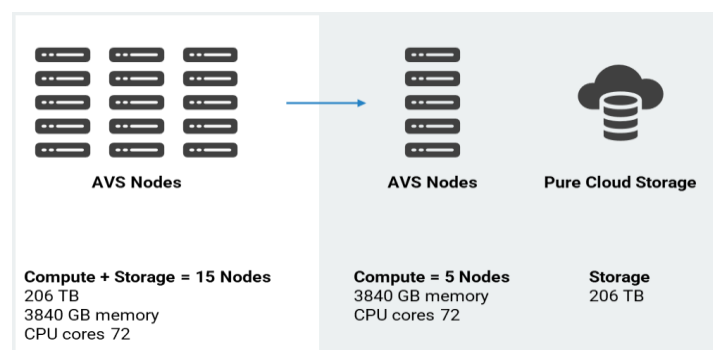 AVS Nodes
Compute + Storage = 15 Nodes
206 TB
3840 GB memory
CPU cores 72
AVS Nodes
Compute = 5 Nodes
3840 GB memory
CPU cores 72
Pure Cloud Storage
Storage
206 TB